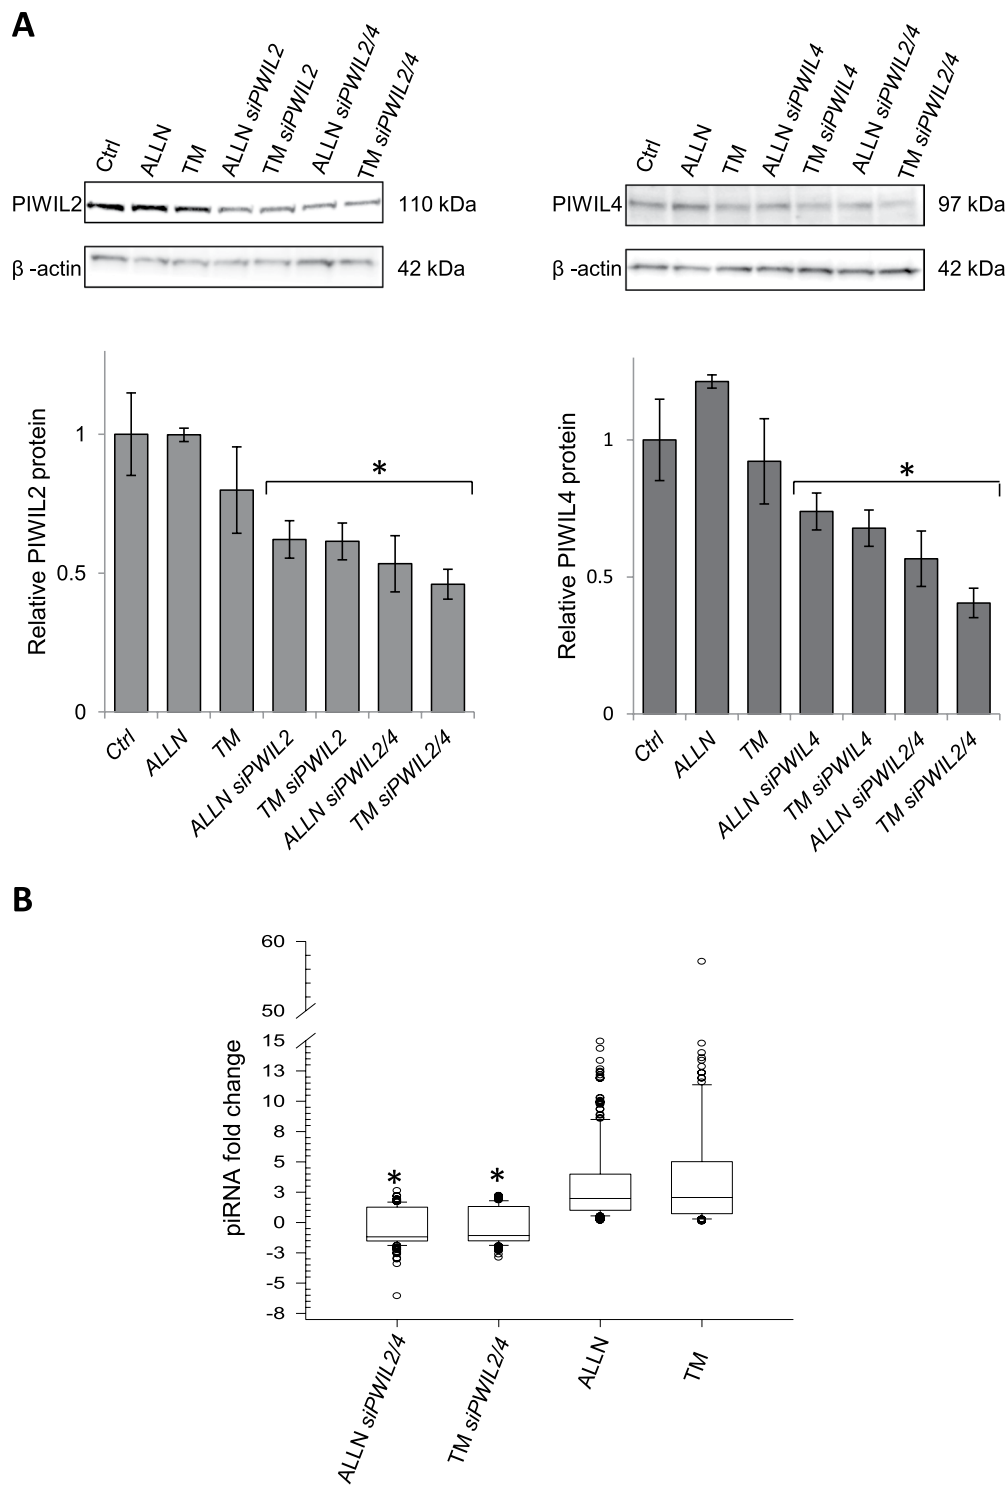 A
Ctrl
ALLN
TM
ALLN siPWIL2
TM siPWIL2
ALLN siPWIL2/4
TM siPWIL2/4
PIWIL2
110 kDa
β -actin
42 kDa
Ctrl
ALLN
TM
ALLN siPWIL4
TM siPWIL4
ALLN siPWIL2/4
TM siPWIL2/4
PIWIL4
97 kDa
β -actin
42 kDa
Relative PIWIL2 protein
1
0.5
0
*
Ctrl
ALLN
TM
ALLN siPWIL2
TM siPWIL2
ALLN siPWIL2/4
TM siPWIL2/4
Relative PIWIL4 protein
1
0.5
0
*
Ctrl
ALLN
TM
ALLN siPWIL4
TM siPWIL4
ALLN siPWIL2/4
TM siPWIL2/4
B
piRNA fold change
60
50
15
13
10
8
5
3
0
-3
-5
-8
*
*
ALLN siPWIL2/4
TM siPWIL2/4
ALLN
TM